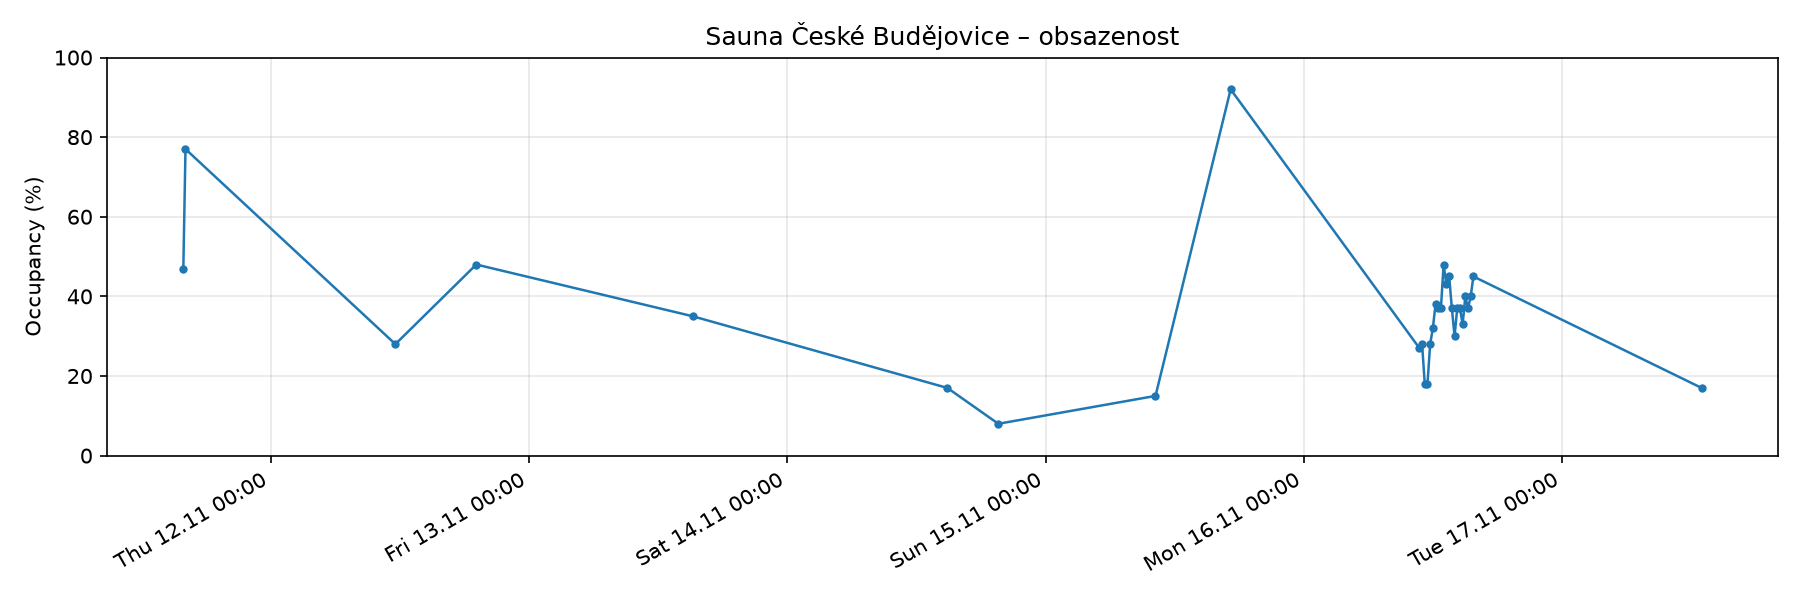 Sauna České Budějovice – obsazenost
Occupancy (%)
100
80
60
40
20
0
Thu 12.11 00:00
Fri 13.11 00:00
Sat 14.11 00:00
Sun 15.11 00:00
Mon 16.11 00:00
Tue 17.11 00:00